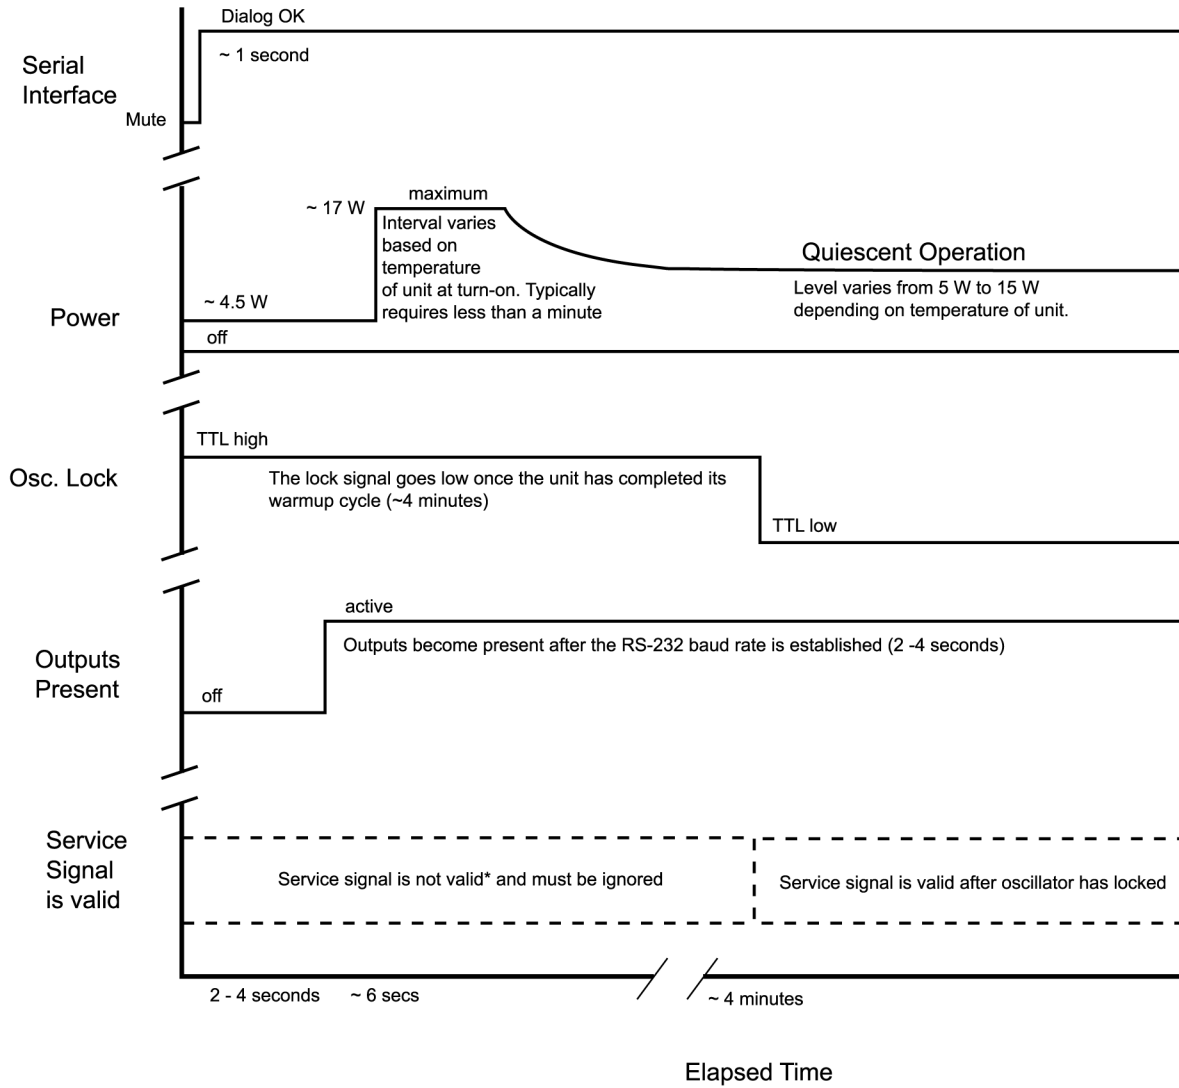 Dialog OK
~ 1 second
Serial
Interface
Mute
maximum
~ 17 W
Interval varies
based on
temperature
of unit at turn-on. Typically
requires less than a minute
Quiescent Operation
Level varies from 5 W to 15 W
depending on temperature of unit.
~ 4.5 W
Power
off
TTL high
Osc. Lock
The lock signal goes low once the unit has completed its
warmup cycle (~4 minutes)
TTL low
active
Outputs become present after the RS-232 baud rate is established (2 -4 seconds)
Outputs
Present
off
Service
Signal
is valid
Service signal is not valid* and must be ignored
Service signal is valid after oscillator has locked
2 - 4 seconds
~ 6 secs
~ 4 minutes
Elapsed Time